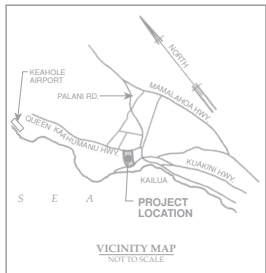 NORTH
KEAHOLE
AIRPORT
PALANI RD.
MAMALAHOA HWY.
QUEEN KAAHUMANU HWY.
KUAKINI HWY.
KAILUA
S E A
PROJECT
LOCATION
VICINITY MAP
NOT TO SCALE